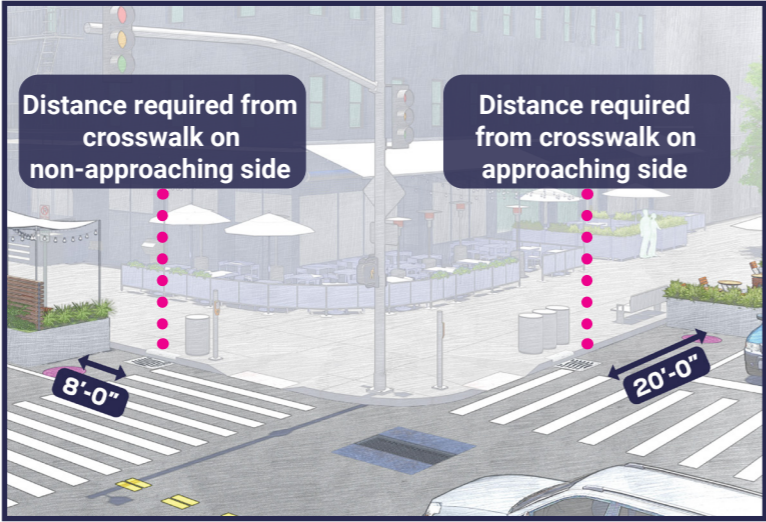 Distance required from
crosswalk on
non-approaching side
Distance required
from crosswalk on
approaching side
8'-0"
20'-0"